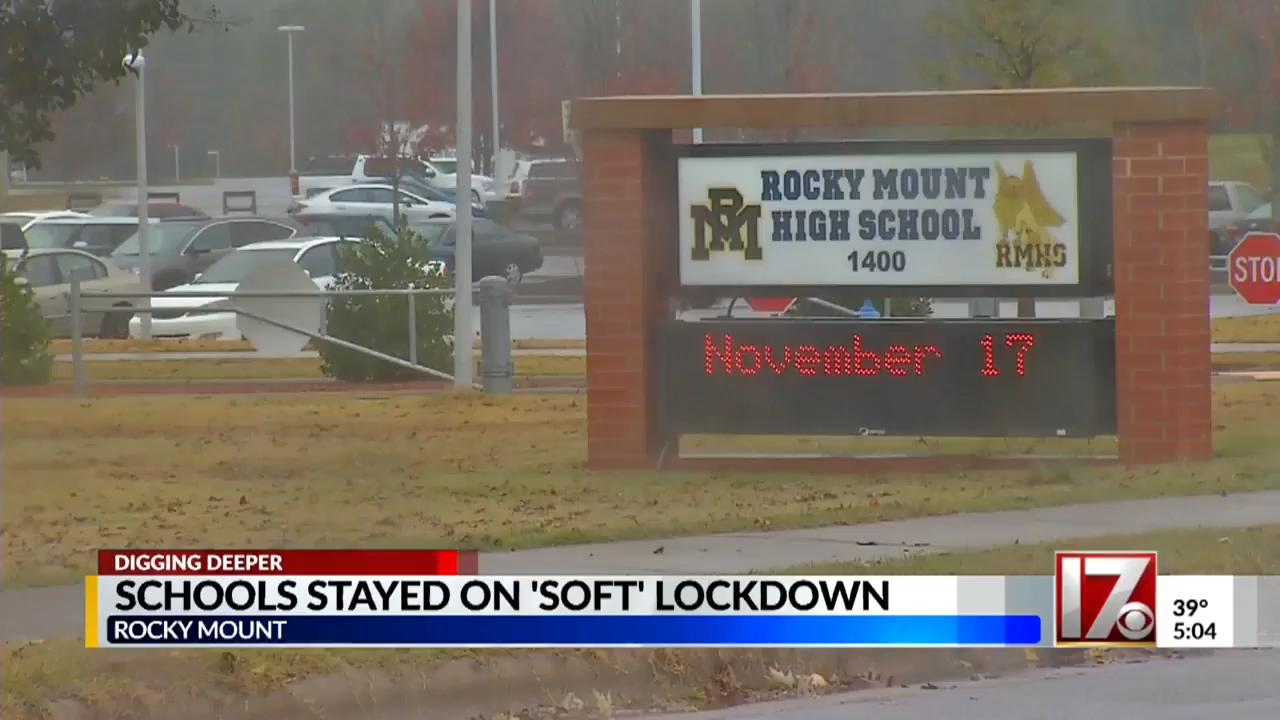 RM
ROCKY MOUNT
HIGH SCHOOL
1400
RMHS
November 17
STOP
DIGGING DEEPER
SCHOOLS STAYED ON 'SOFT' LOCKDOWN
ROCKY MOUNT
17
39°
5:04